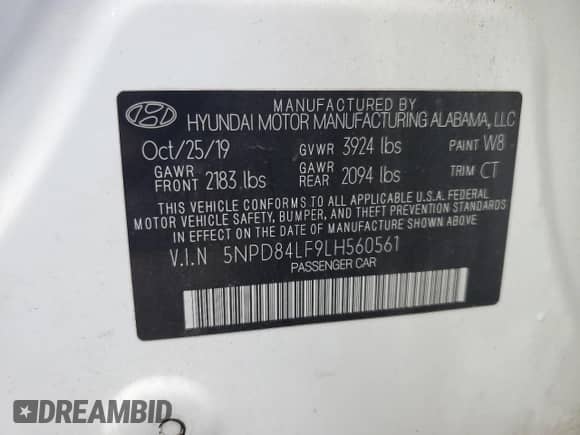 MANUFACTURED BY
HYUNDAI MOTOR MANUFACTURING ALABAMA, LLC
Oct/25/19 GVWR 3924 lbs PAINT W8
GAWR FRONT 2183 lbs GAWR REAR 2094 lbs TRIM CT
THIS VEHICLE CONFORMS TO ALL APPLICABLE U.S.A. FEDERAL
MOTOR VEHICLE SAFETY, BUMPER, AND THEFT PREVENTION STANDARDS
IN EFFECT ON THE DATE OF MANUFACTURE SHOWN ABOVE.
V.I.N 5NPD84LF9LH560561
PASSENGER CAR
DREAMBID